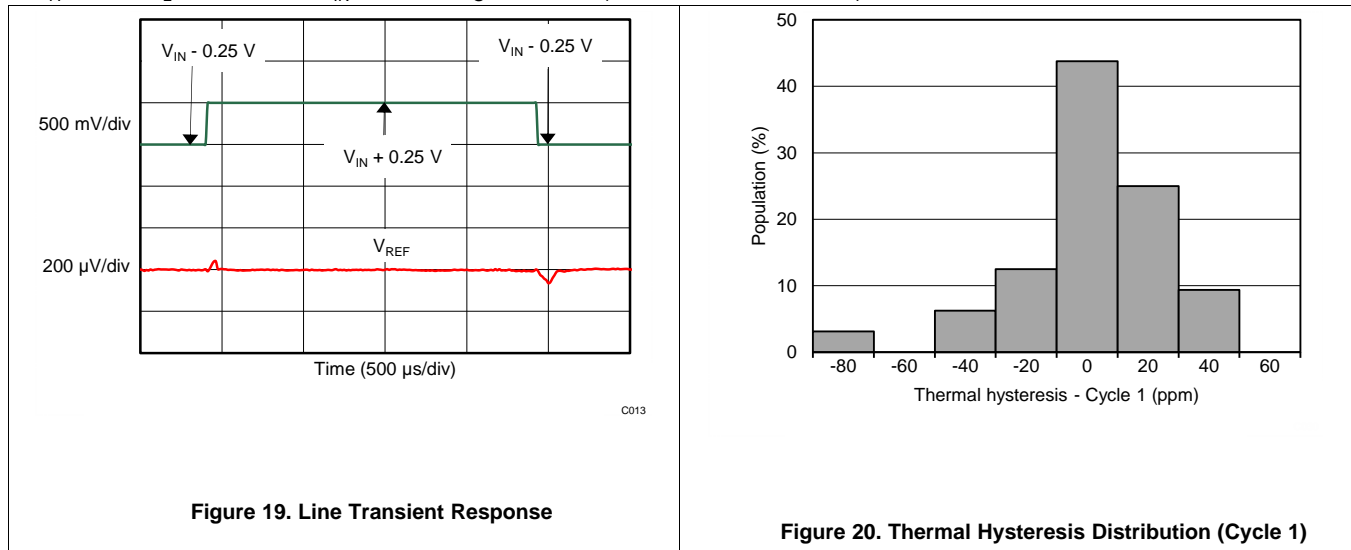 V_IN - 0.25 V
V_IN - 0.25 V
500 mV/div
V_IN + 0.25 V
V_REF
200 µV/div
Time (500 µs/div)
C013
Figure 19. Line Transient Response
50
40
30
20
10
0
Population (%)
-80 -60 -40 -20 0 20 40 60
Thermal hysteresis - Cycle 1 (ppm)
Figure 20. Thermal Hysteresis Distribution (Cycle 1)